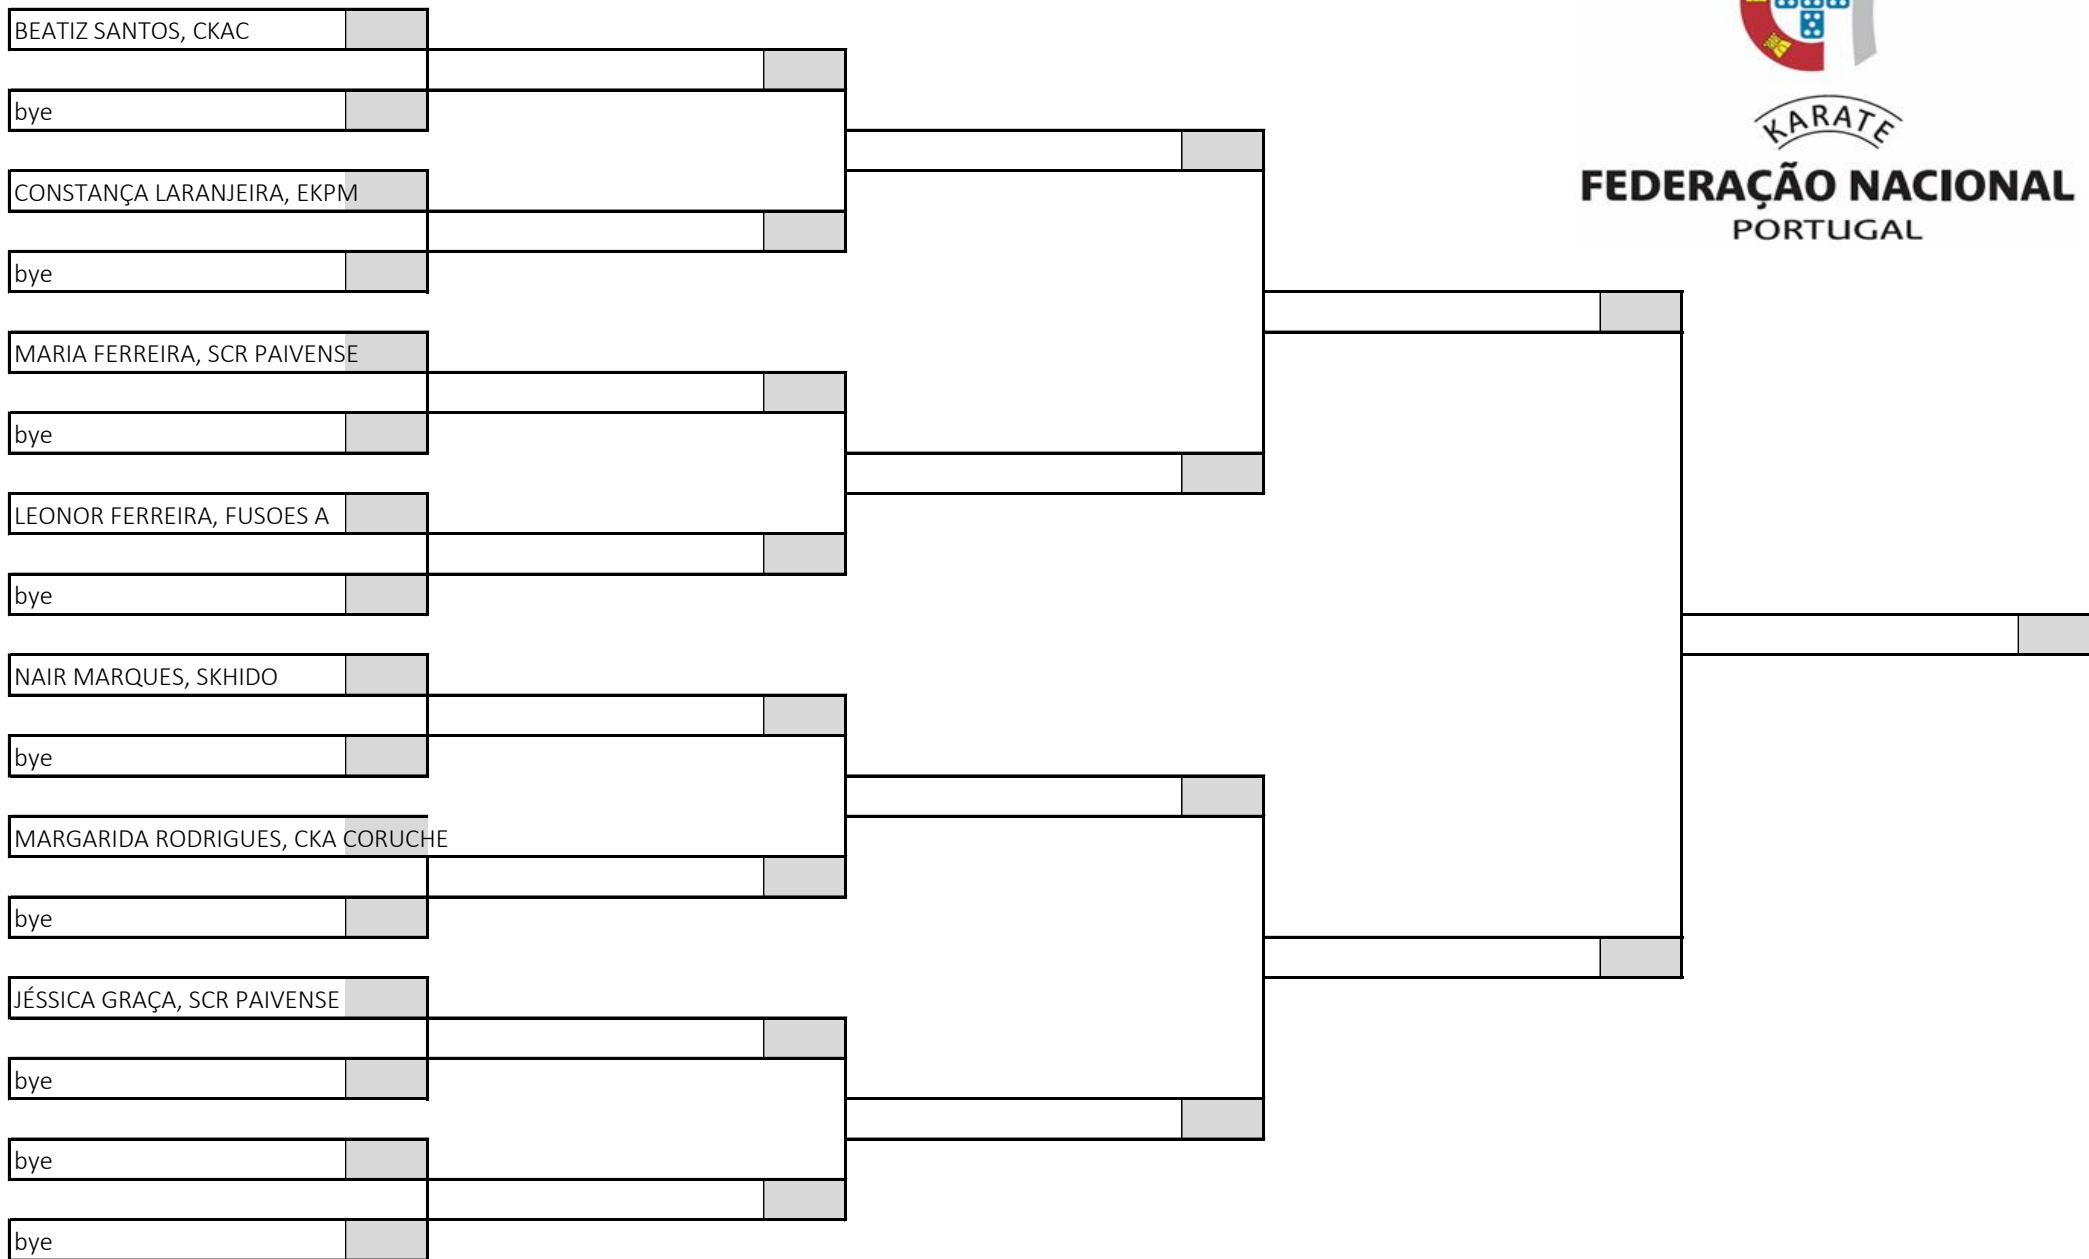 BEATIZ SANTOS, CKAC
bye
CONSTANÇA LARANJEIRA, EKPM
bye
MARIA FERREIRA, SCR PAIVENSE
bye
LEONOR FERREIRA, FUSOES A
bye
NAIR MARQUES, SKHIDO
bye
MARGARIDA RODRIGUES, CKA CORUCHE
bye
JÉSSICA GRAÇA, SCR PAIVENSE
bye
bye
bye
KARATE
FEDERAÇÃO NACIONAL
PORTUGAL